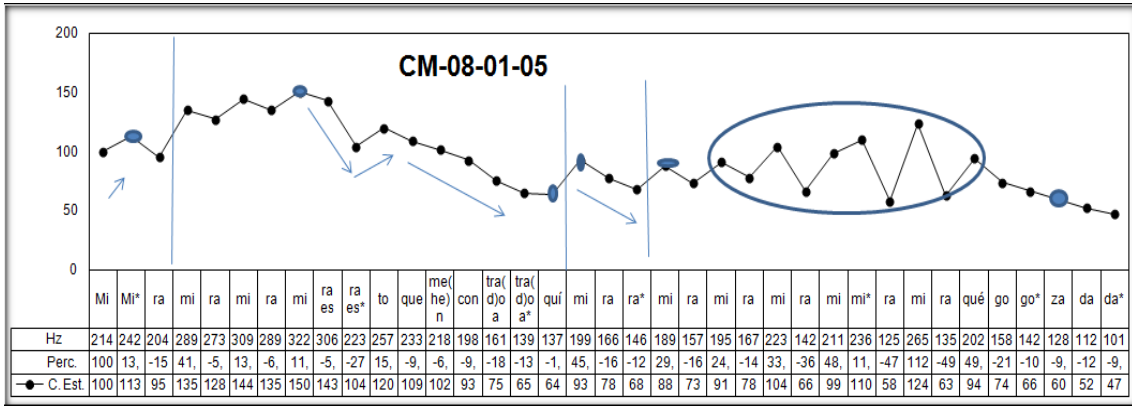 200
CM-08-01-05
150
100
50
0
Mi Mi* ra mi ra mi ra mi ra es ra es* to que me(he)n con tra(d)o a tra(d)o a* quí mi ra ra* mi ra mi ra mi ra mi mi* ra mi ra qué go go* za da da*
Hz 214 242 204 289 273 309 289 322 306 223 257 233 218 198 161 139 137 199 166 146 189 157 195 167 223 142 211 236 125 265 135 202 158 142 128 112 101
Perc. 100 13, -15 41, -5, 13, -6, 11, -5, -27 15, -9, -6, -9, -18 -13 -1, 45, -16 -12 29, -16 24, -14 33, -36 48, 11, -47 112 -49 49, -21 -10 -9, -12 -9,
C. Est. 100 113 95 135 128 144 135 150 143 104 120 109 102 93 75 65 64 93 78 68 88 73 91 78 104 66 99 110 58 124 63 94 74 66 60 52 47